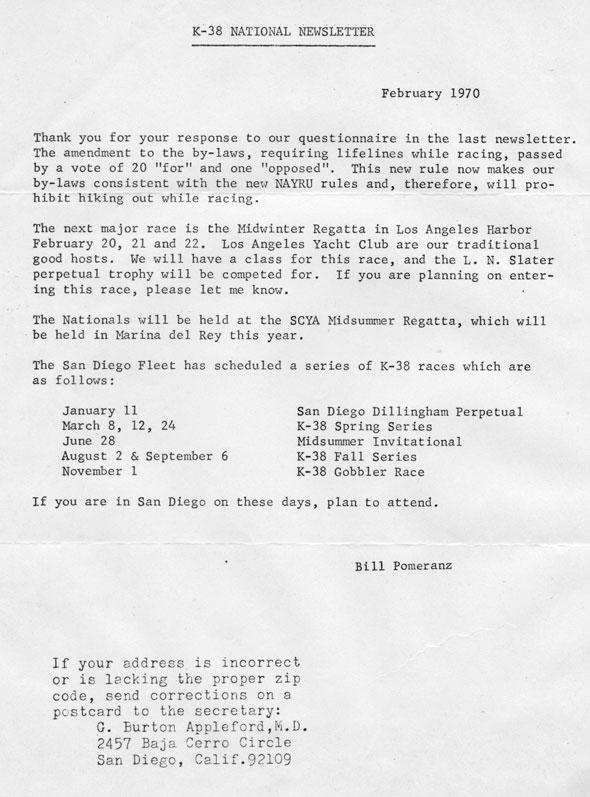 K-38 NATIONAL NEWSLETTER
February 1970
Thank you for your response to our questionnaire in the last newsletter.
The amendment to the by-laws, requiring lifelines while racing, passed
by a vote of 20 "for" and one "opposed".  This new rule now makes our
by-laws consistent with the new NAYRU rules and, therefore, will pro-
hibit hiking out while racing.
The next major race is the Midwinter Regatta in Los Angeles Harbor
February 20, 21 and 22.  Los Angeles Yacht Club are our traditional
good hosts.  We will have a class for this race, and the L. N. Slater
perpetual trophy will be competed for.  If you are planning on enter-
ing this race, please let me know.
The Nationals will be held at the SCYA Midsummer Regatta, which will
be held in Marina del Rey this year.
The San Diego Fleet has scheduled a series of K-38 races which are
as follows:
January 11 San Diego Dillingham Perpetual
March 8, 12, 24 K-38 Spring Series
June 28 Midsummer Invitational
August 2 & September 6 K-38 Fall Series
November 1 K-38 Gobbler Race
If you are in San Diego on these days, plan to attend.
Bill Pomeranz
If your address is incorrect
or is lacking the proper zip
code, send corrections on a
postcard to the secretary:
G. Burton Appleford,M.D.
2457 Baja Cerro Circle
San Diego, Calif.92109